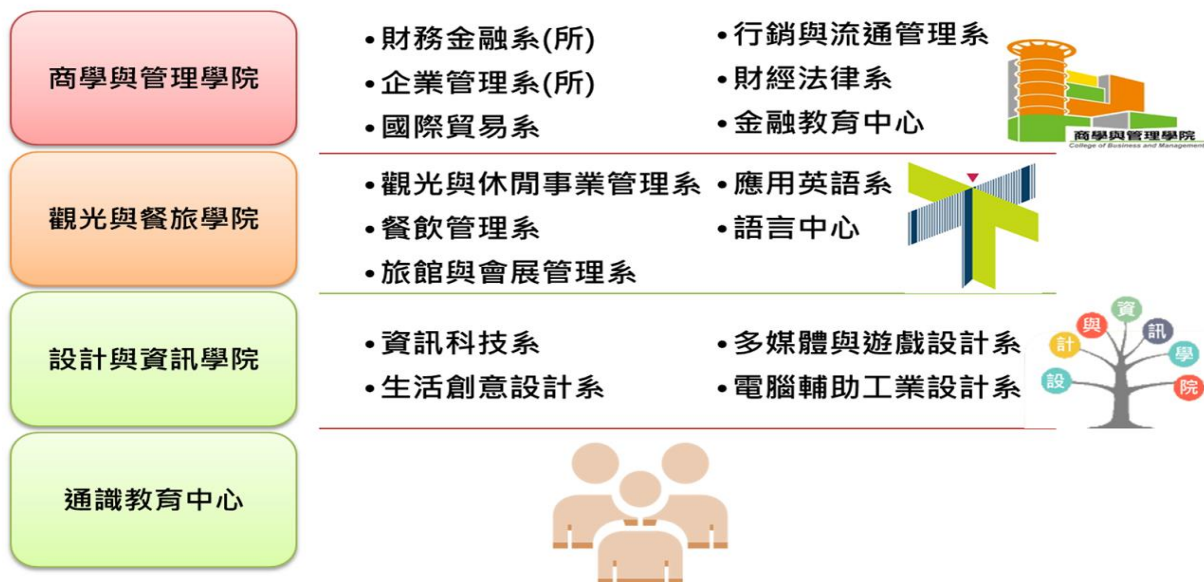 商學與管理學院
•財務金融系(所)
•企業管理系(所)
•國際貿易系
•行銷與流通管理系
•財經法律系
•金融教育中心
商學與管理學院
College of Business and Management
觀光與餐旅學院
•觀光與休閒事業管理系
•餐飲管理系
•旅館與會展管理系
•應用英語系
•語言中心
設計與資訊學院
•資訊科技系
•生活創意設計系
•多媒體與遊戲設計系
•電腦輔助工業設計系
設計與資訊學院
通識教育中心